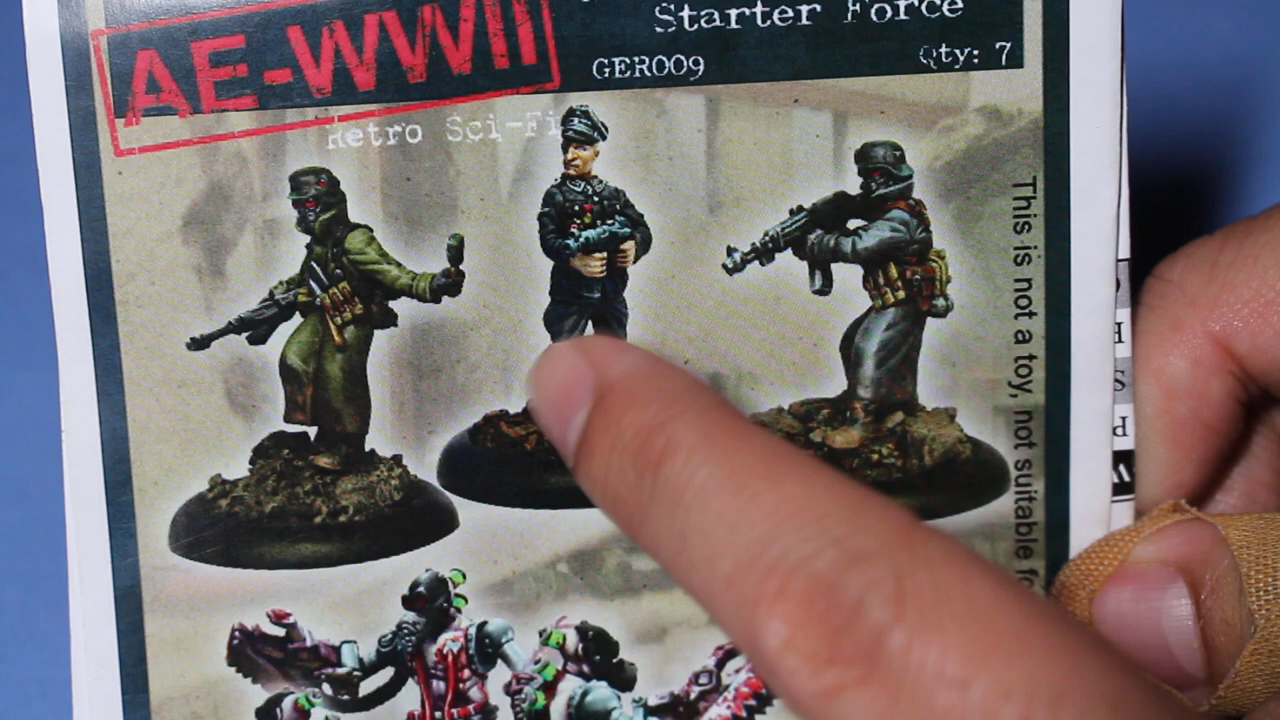 AE-WWII
Starter Force
GER009
Qty: 7
Retro Sci-Fi
This is not a toy, not suitable
H
S
P
W